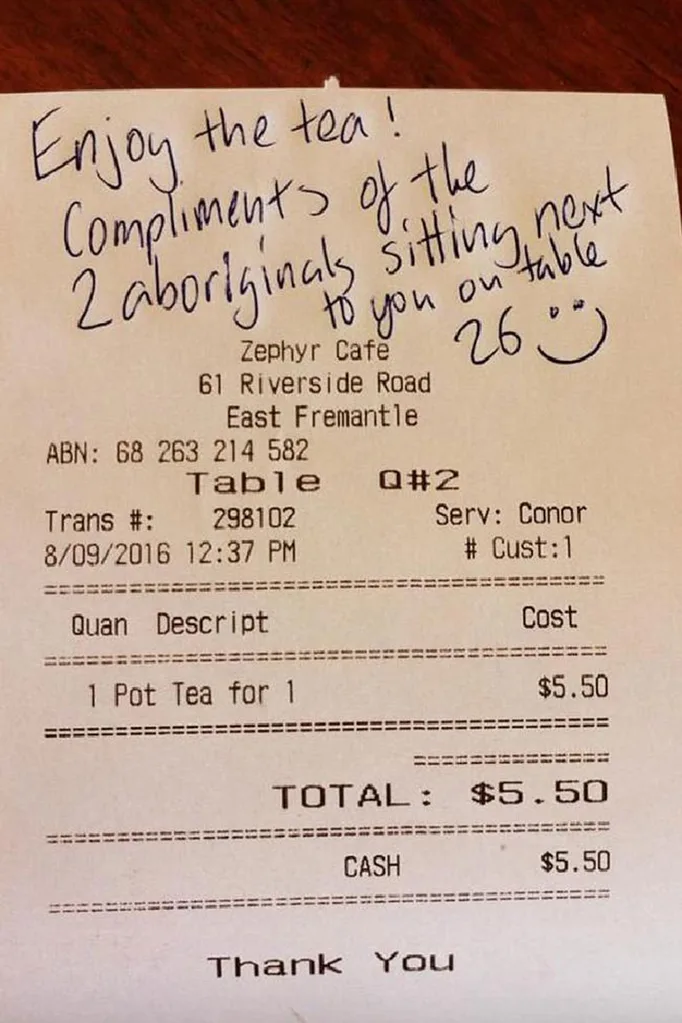 Enjoy the tea!
Compliments of the
2 aboriginals sitting next
to you on table
26
Zephyr Cafe
61 Riverside Road
East Fremantle
ABN: 68 263 214 582
Table Q#2
Trans #: 298102 Serv: Conor
8/09/2016 12:37 PM # Cust:1
Quan Descript Cost
1 Pot Tea for 1 $5.50
TOTAL: $5.50
CASH $5.50
Thank You